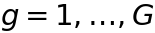 g = 1, ..., G